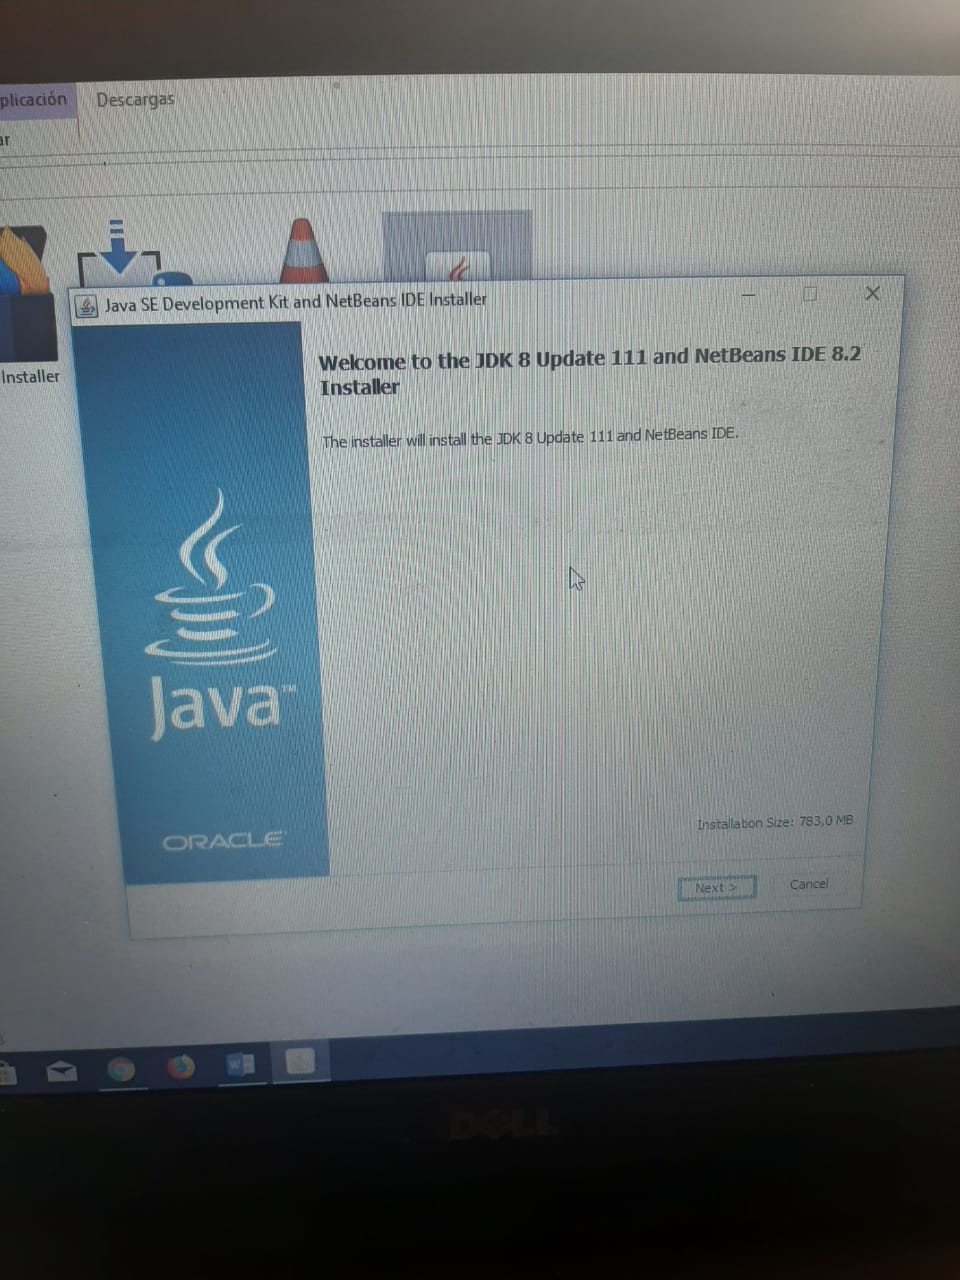 plicación
Descargas
ar
Installer
Java SE Development Kit and NetBeans IDE Installer
Welcome to the JDK 8 Update 111 and NetBeans IDE 8.2
Installer
The installer will install the JDK 8 Update 111 and NetBeans IDE.
Java™
ORACLE
Installation Size: 783,0 MB
Next >
Cancel
DELL